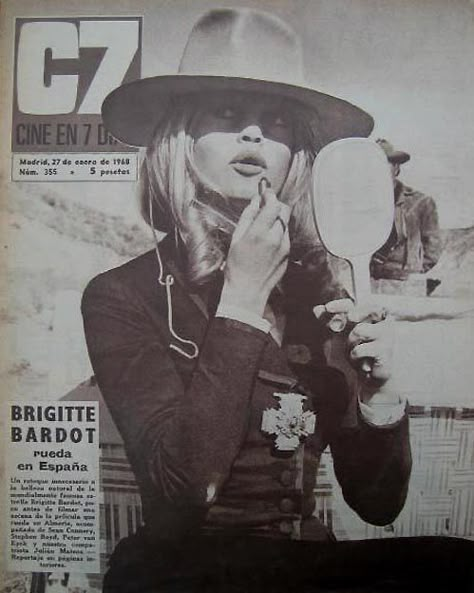 C7
CINE EN 7 DI
Madrid, 27 de enero de 1968
Núm. 355 • 5 pesetas
BRIGITTE
BARDOT
rueda
en España
Un retoque innecesario a
la belleza natural de la
mundialmente famosa es-
trella Brigitte Bardot, po-
co antes de filmar una
escena de la película que
rueda en Almería, acom-
pañada de Sean Connery,
Stephen Boyd, Peter van
Eyck y nuestro compa-
triota Julián Mateos. —
Reportaje en páginas in-
teriores.